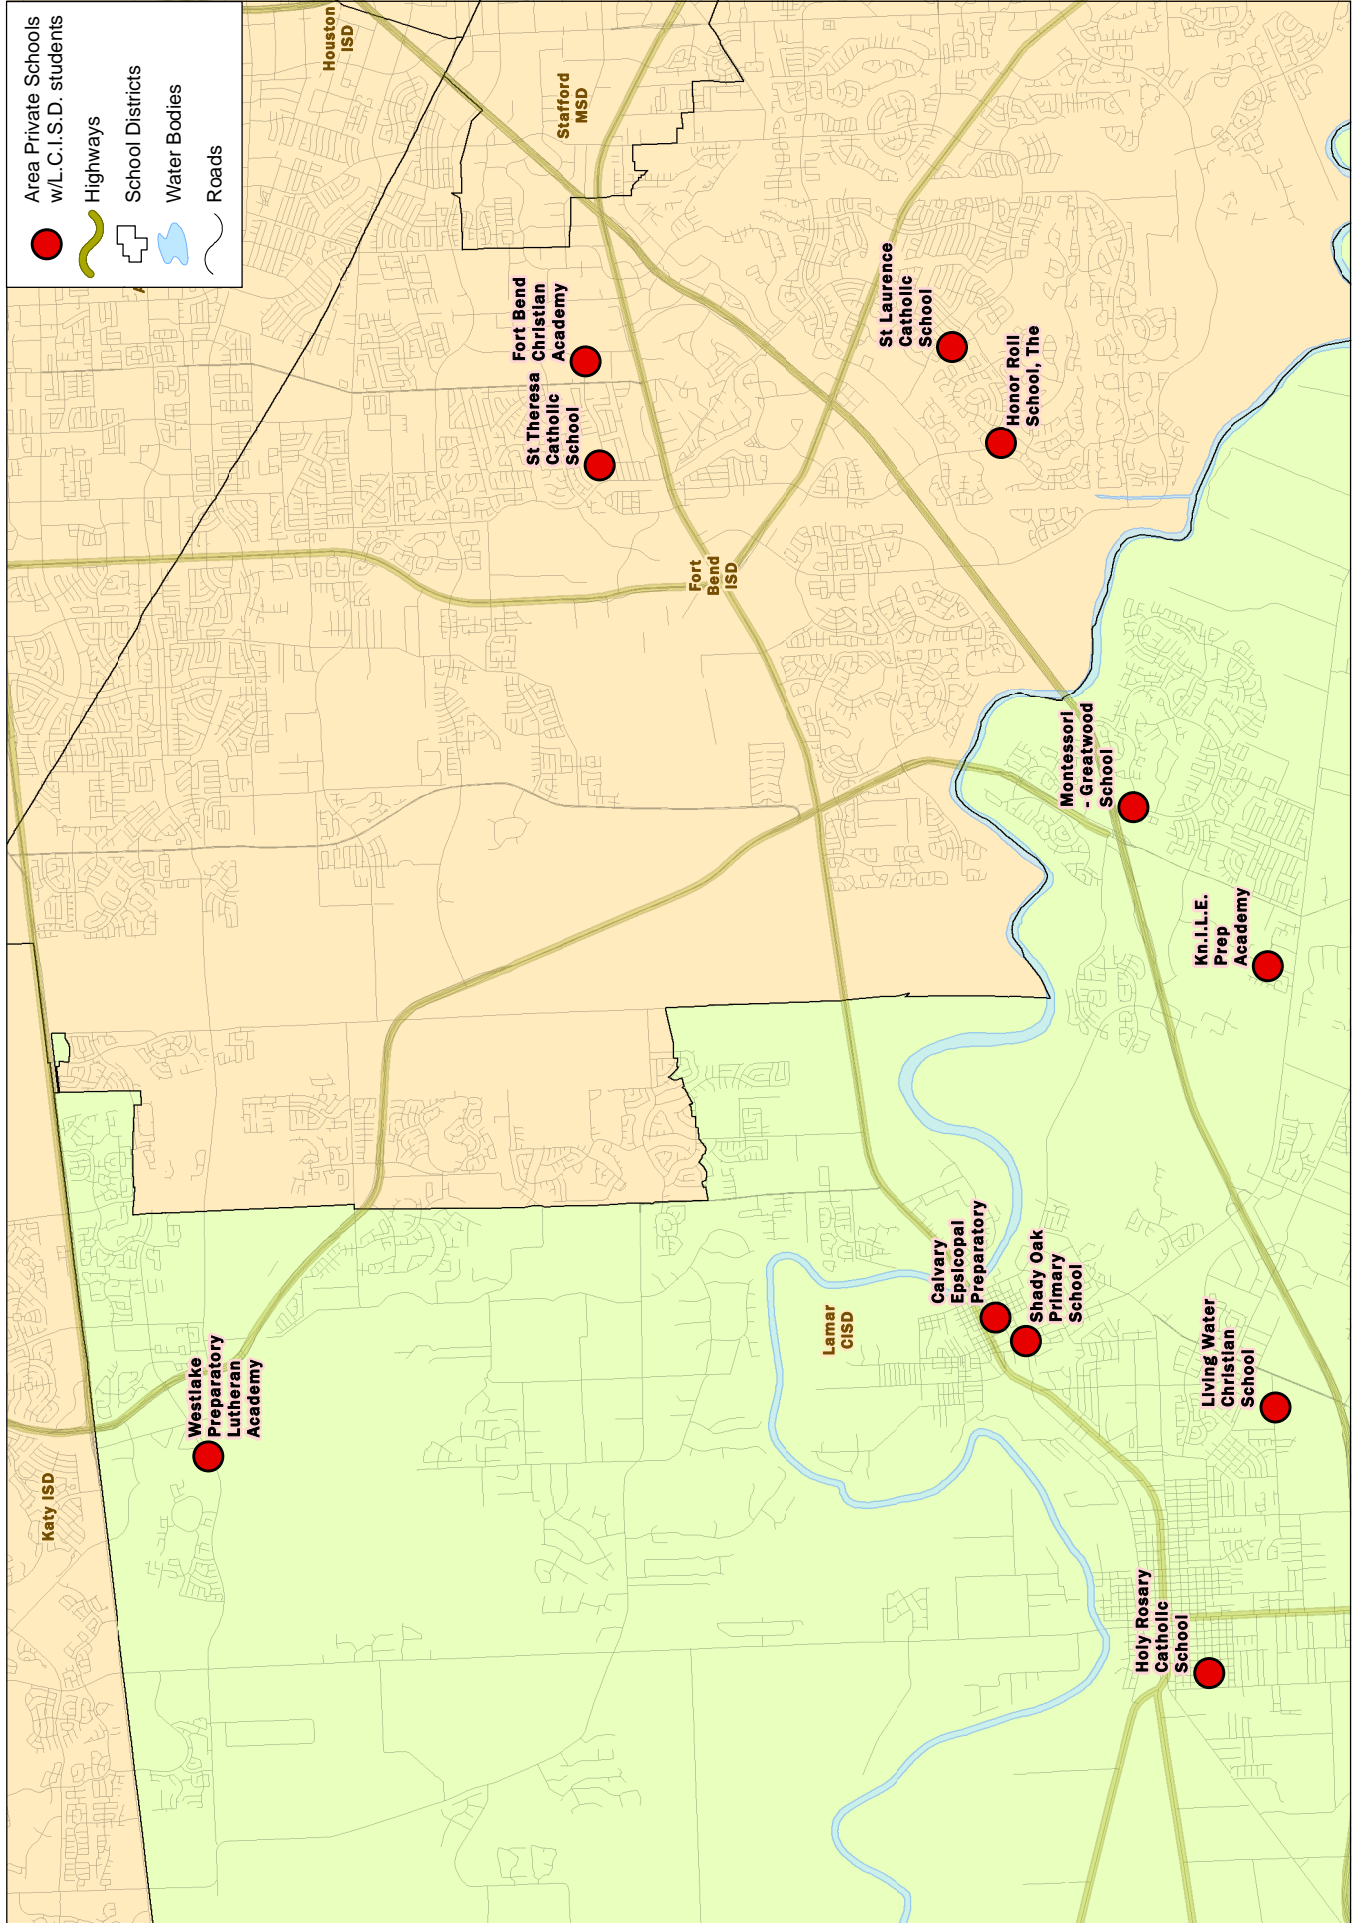 Area Private Schools
w/L.C.I.S.D. students
Highways
School Districts
Water Bodies
Roads
Houston
ISD
Stafford
MSD
Fort Bend
Christian
Academy
St Theresa
Catholic
School
St Laurence
Catholic
School
Honor Roll
School, The
Fort
Bend
ISD
Montessori
- Greatwood
School
Kn.I.L.E.
Prep
Academy
Calvary
Epsicopal
Preparatory
Shady Oak
Primary
School
Lamar
CISD
Living Water
Christian
School
Westlake
Preparatory
Lutheran
Academy
Katy ISD
Holy Rosary
Catholic
School